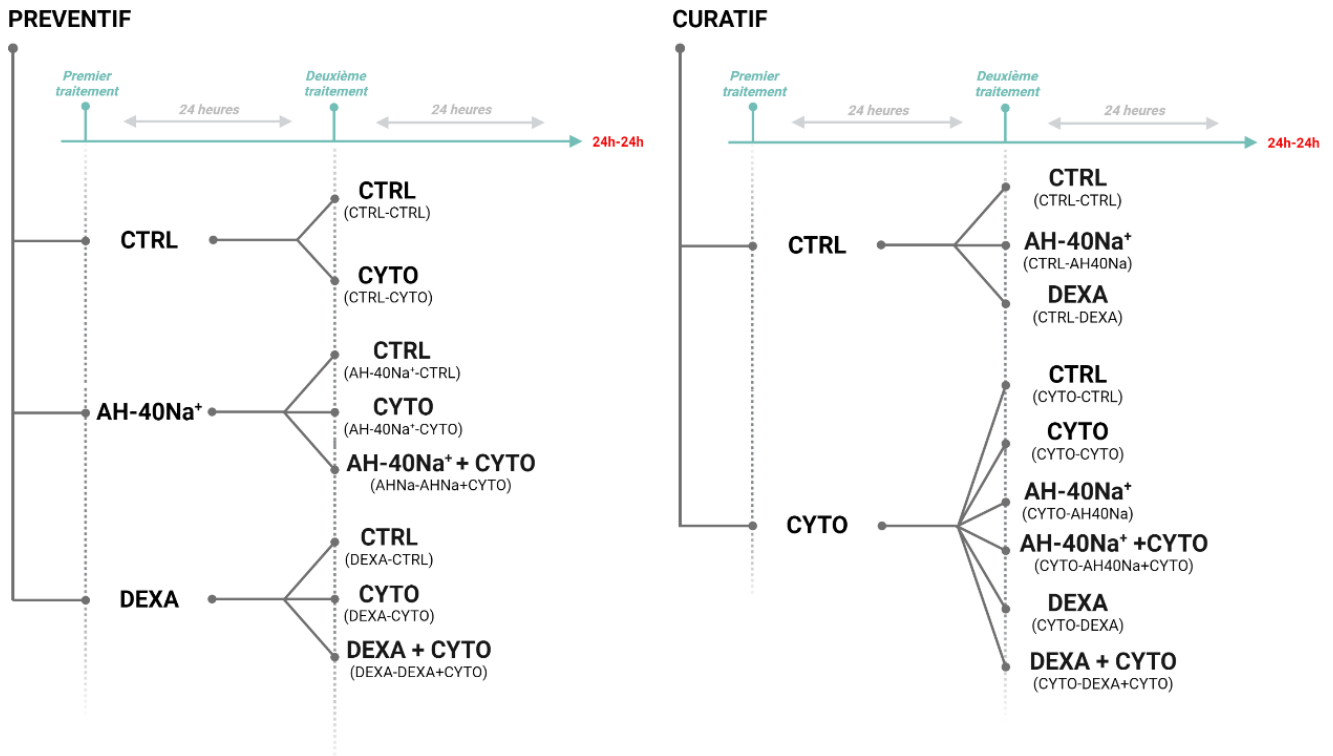 PREVENTIF
Premier
traitement
24 heures
Deuxième
traitement
24 heures
24h-24h
CTRL
CTRL
(CTRL-CTRL)
CYTO
(CTRL-CYTO)
AH-40Na⁺
CTRL
(AH-40Na⁺-CTRL)
CYTO
(AH-40Na⁺-CYTO)
AH-40Na⁺ + CYTO
(AHNa-AHNa+CYTO)
DEXA
CTRL
(DEXA-CTRL)
CYTO
(DEXA-CYTO)
DEXA + CYTO
(DEXA-DEXA+CYTO)
CURATIF
Premier
traitement
24 heures
Deuxième
traitement
24 heures
24h-24h
CTRL
CTRL
(CTRL-CTRL)
AH-40Na⁺
(CTRL-AH40Na)
DEXA
(CTRL-DEXA)
CYTO
CTRL
(CYTO-CTRL)
CYTO
(CYTO-CYTO)
AH-40Na⁺
(CYTO-AH40Na)
AH-40Na⁺ +CYTO
(CYTO-AH40Na+CYTO)
DEXA
(CYTO-DEXA)
DEXA + CYTO
(CYTO-DEXA+CYTO)